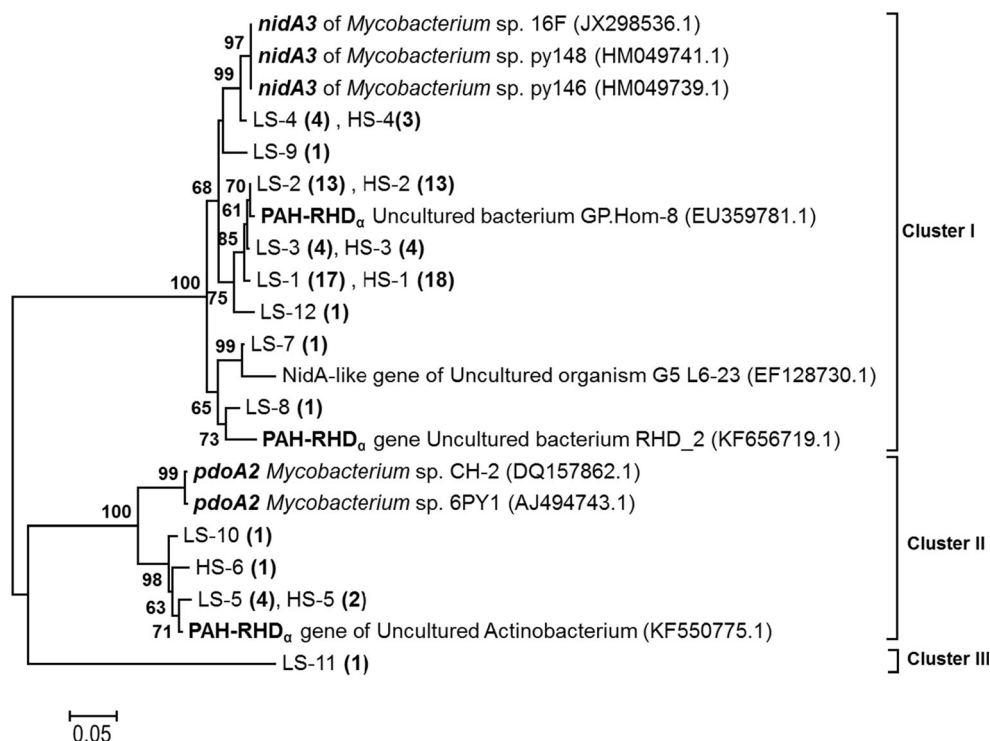 nidA3 of Mycobacterium sp. 16F (JX298536.1)
97
nidA3 of Mycobacterium sp. py148 (HM049741.1)
99
nidA3 of Mycobacterium sp. py146 (HM049739.1)
LS-4 (4) , HS-4(3)
LS-9 (1)
68
70
LS-2 (13) , HS-2 (13)
61
PAH-RHDα Uncultured bacterium GP.Hom-8 (EU359781.1)
Cluster I
85
LS-3 (4), HS-3 (4)
LS-1 (17) , HS-1 (18)
100
75
LS-12 (1)
99
LS-7 (1)
NidA-like gene of Uncultured organism G5 L6-23 (EF128730.1)
65
LS-8 (1)
73
PAH-RHDα gene Uncultured bacterium RHD_2 (KF656719.1)
99
pdoA2 Mycobacterium sp. CH-2 (DQ157862.1)
pdoA2 Mycobacterium sp. 6PY1 (AJ494743.1)
100
LS-10 (1)
Cluster II
HS-6 (1)
98
LS-5 (4), HS-5 (2)
63
71
PAH-RHDα gene of Uncultured Actinobacterium (KF550775.1)
LS-11 (1)
Cluster III
0.05